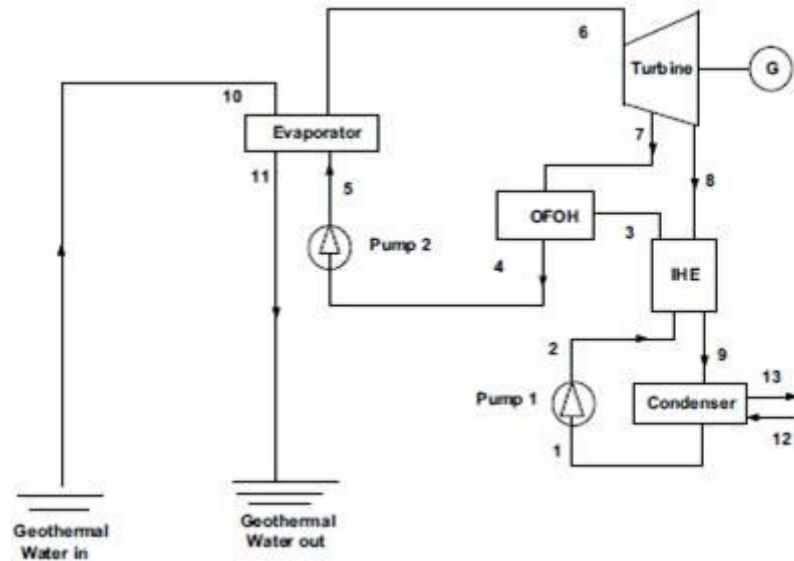 6
Turbine
G
10
Evaporator
7
11
5
8
OFOH
3
Pump 2
4
IHE
2
9
13
Pump 1
Condenser
12
1
Geothermal
Water in
Geothermal
Water out